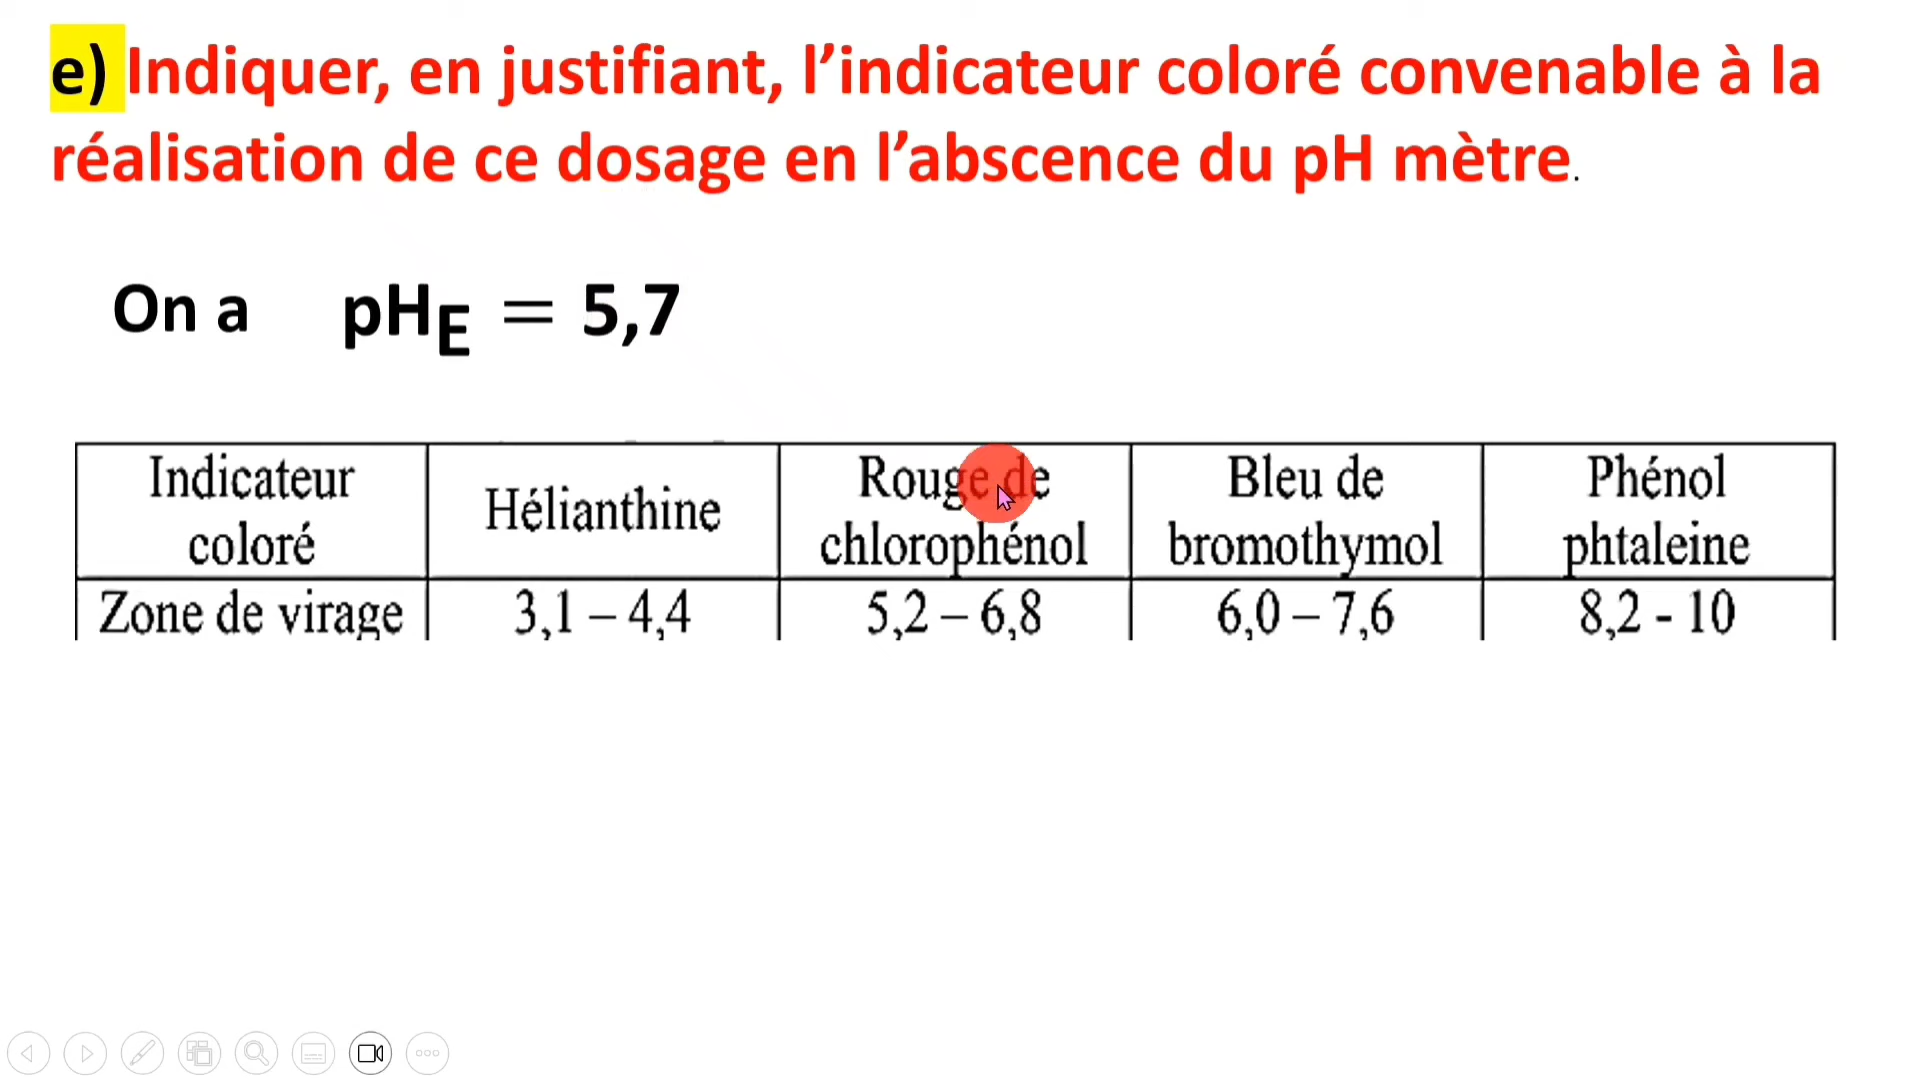 e) Indiquer, en justifiant, l’indicateur coloré convenable à la
réalisation de ce dosage en l’abscence du pH mètre.
On a pHE = 5,7
Indicateur coloré Hélianthine Rouge de chlorophénol Bleu de bromothymol Phénol phtaleine
Zone de virage 3,1 – 4,4 5,2 – 6,8 6,0 – 7,6 8,2 - 10